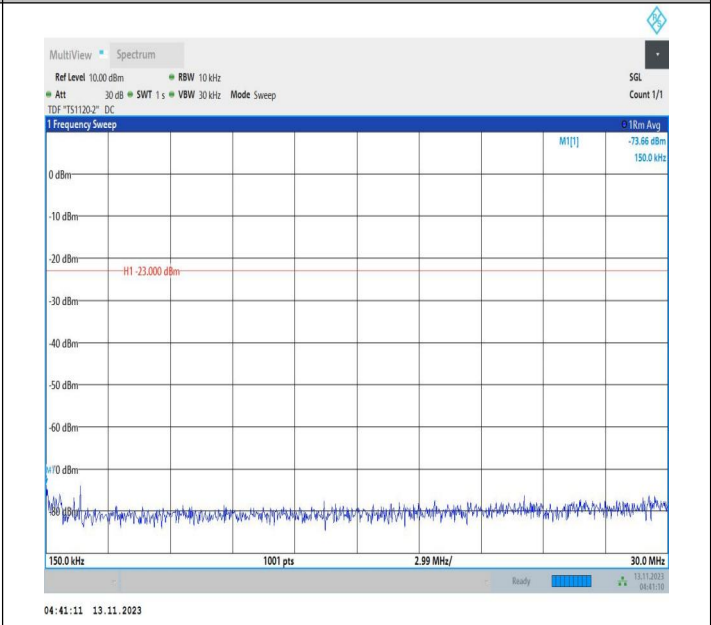 MultiView Spectrum
Ref Level 10.00 dBm RBW 10 kHz SGL
Att 30 dB SWT 1 s VBW 30 kHz Mode Sweep Count 1/1
TDF "TS1120-2" DC
1 Frequency Sweep 1Rm Avg
M1[1] -73.66 dBm
150.0 kHz
0 dBm
-10 dBm
-20 dBm
H1 -23.000 dBm
-30 dBm
-40 dBm
-50 dBm
-60 dBm
-70 dBm
-80 dBm
150.0 kHz 1001 pts 2.99 MHz/ 30.0 MHz
Ready 13.11.2023
04:41:10
04:41:11 13.11.2023